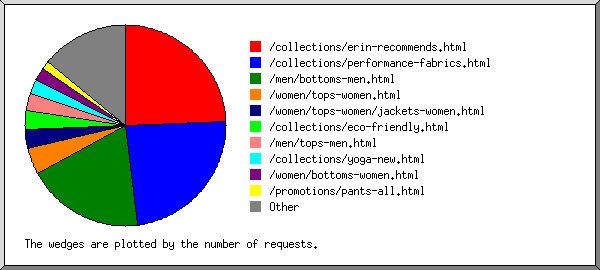 /collections/erin-recommends.html
/collections/performance-fabrics.html
/men/bottoms-men.html
/women/tops-women.html
/women/tops-women/jackets-women.html
/collections/eco-friendly.html
/men/tops-men.html
/collections/yoga-new.html
/women/bottoms-women.html
/promotions/pants-all.html
Other
The wedges are plotted by the number of requests.